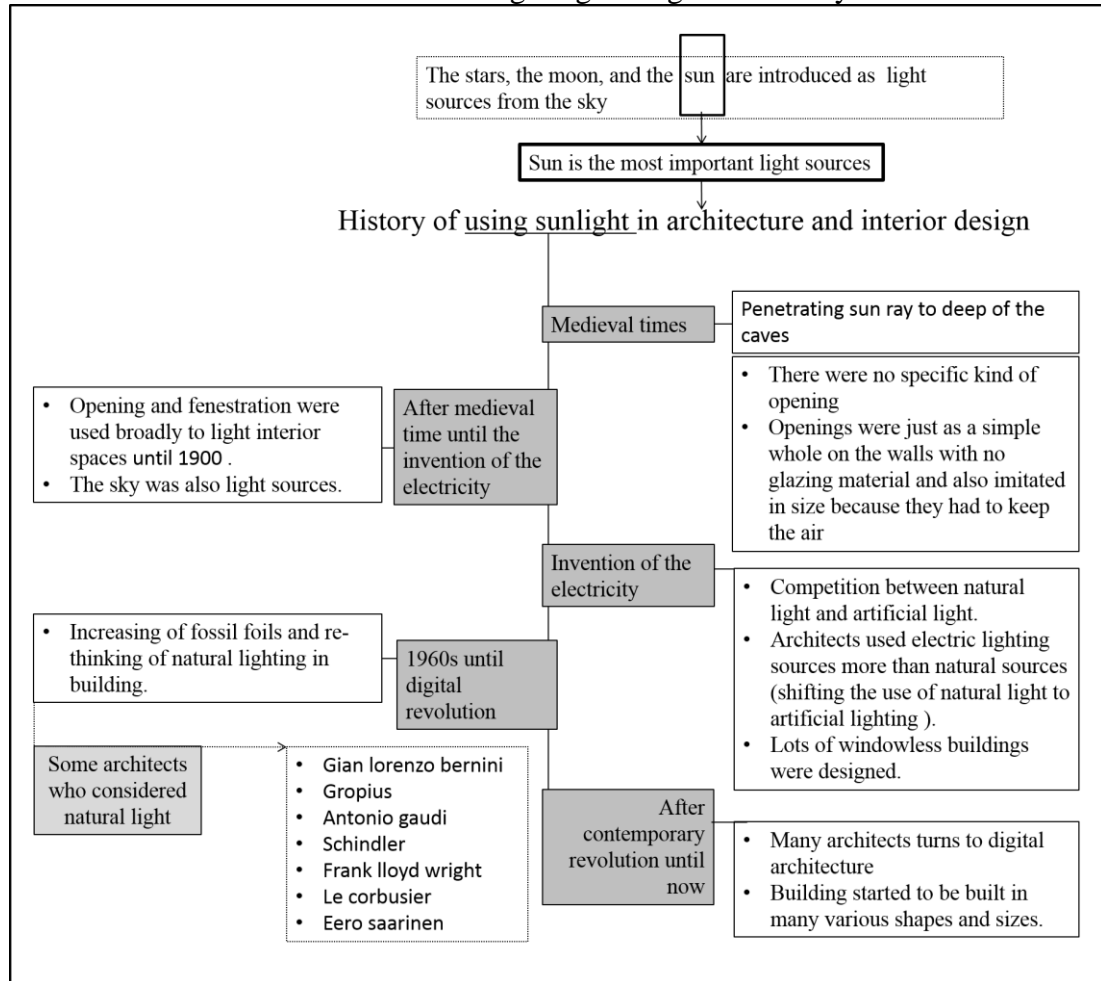 The stars, the moon, and the sun are introduced as light
sources from the sky
Sun is the most important light sources
History of using sunlight in architecture and interior design
Medieval times
Penetrating sun ray to deep of the
caves
• There were no specific kind of
opening
• Openings were just as a simple
whole on the walls with no
glazing material and also imitated
in size because they had to keep
the air
• Opening and fenestration were
used broadly to light interior
spaces until 1900 .
• The sky was also light sources.
After medieval
time until the
invention of the
electricity
Invention of the
electricity
• Competition between natural
light and artificial light.
• Architects used electric lighting
sources more than natural sources
(shifting the use of natural light to
artificial lighting ).
• Lots of windowless buildings
were designed.
• Increasing of fossil foils and re-
thinking of natural lighting in
building.
1960s until
digital
revolution
Some architects
who considered
natural light
• Gian lorenzo bernini
• Gropius
• Antonio gaudi
• Schindler
• Frank lloyd wright
• Le corbusier
• Eero saarinen
After
contemporary
revolution until
now
• Many architects turns to digital
architecture
• Building started to be built in
many various shapes and sizes.